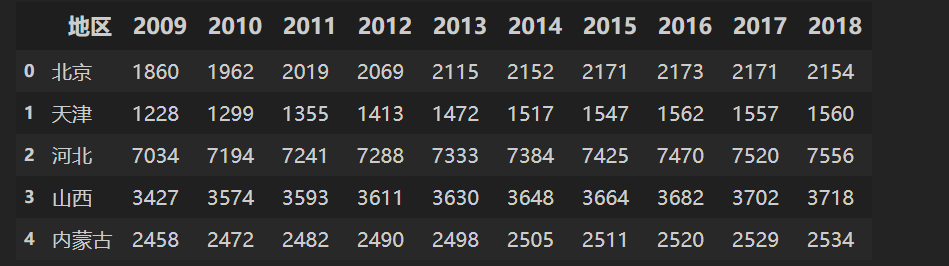 地区 2009 2010 2011 2012 2013 2014 2015 2016 2017 2018
0 北京 1860 1962 2019 2069 2115 2152 2171 2173 2171 2154
1 天津 1228 1299 1355 1413 1472 1517 1547 1562 1557 1560
2 河北 7034 7194 7241 7288 7333 7384 7425 7470 7520 7556
3 山西 3427 3574 3593 3611 3630 3648 3664 3682 3702 3718
4 内蒙古 2458 2472 2482 2490 2498 2505 2511 2520 2529 2534